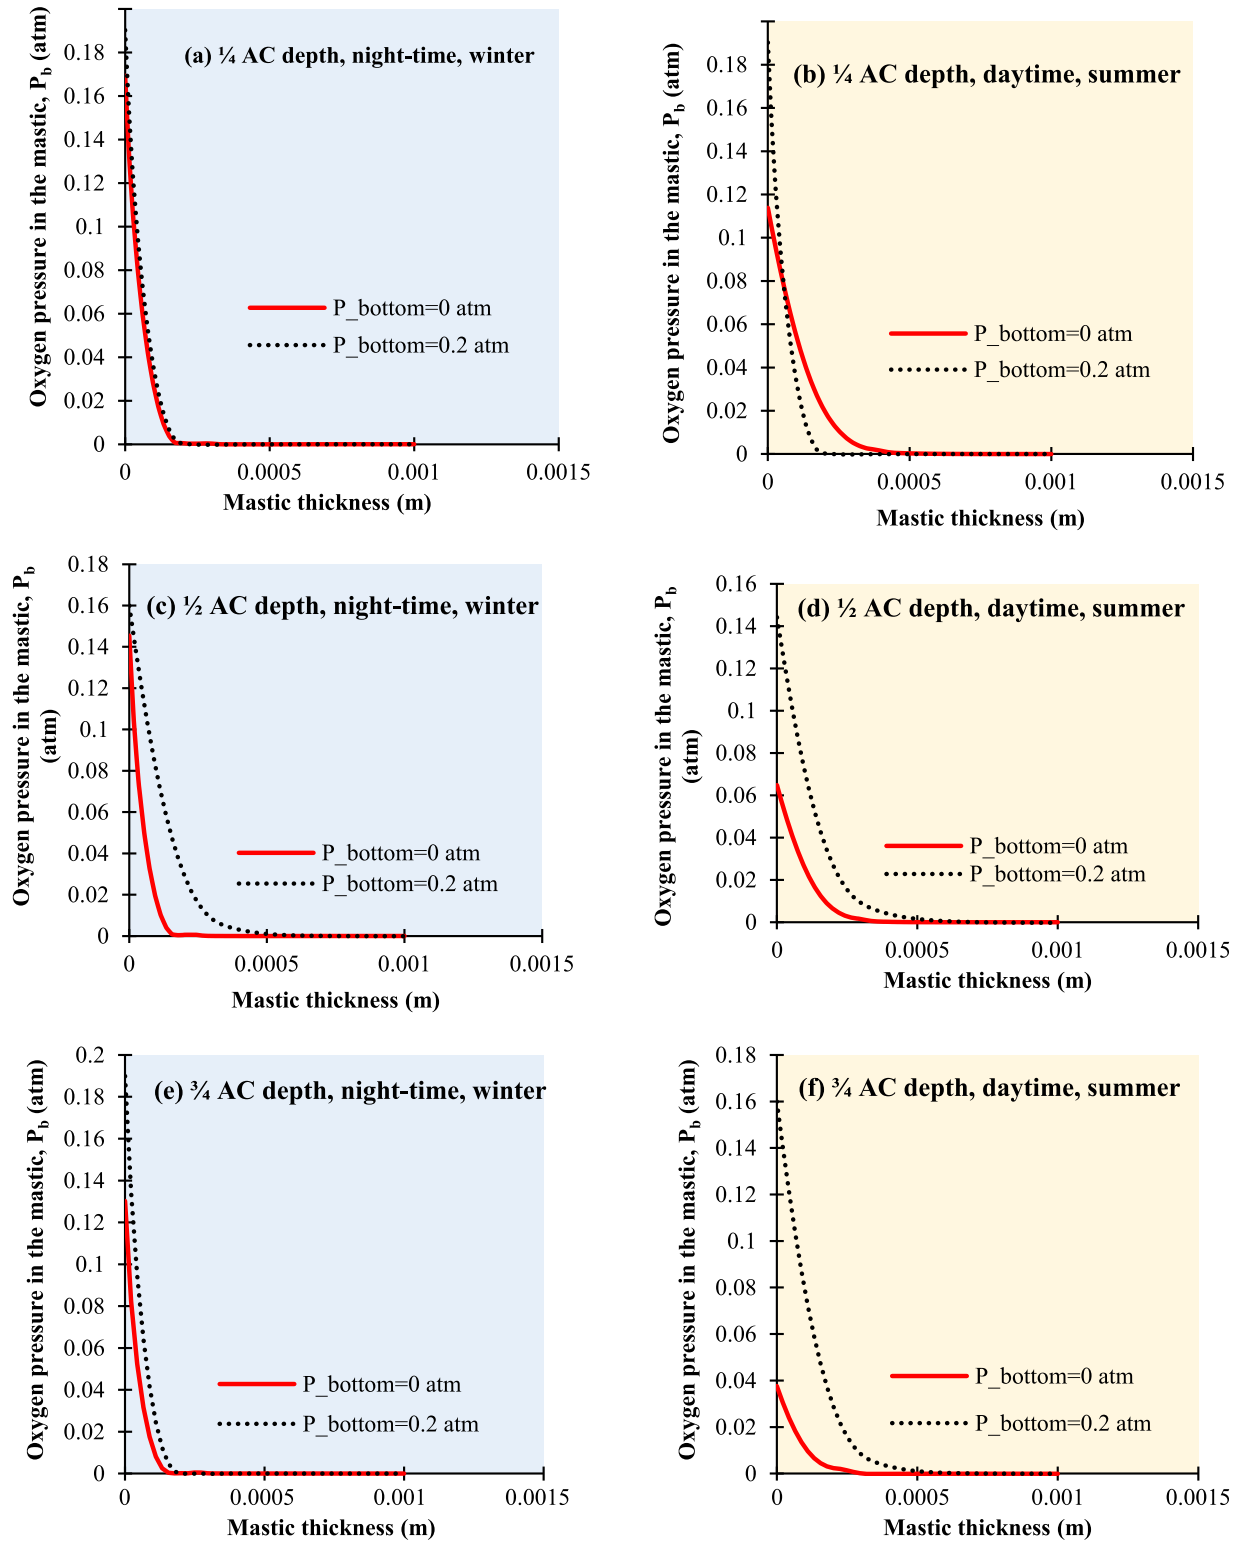 (a) ¼ AC depth, night-time, winter
Oxygen pressure in the mastic, P_b (atm)
0.18
0.16
0.14
0.12
0.1
0.08
0.06
0.04
0.02
0
P_bottom=0 atm
P_bottom=0.2 atm
0 0.0005 0.001 0.0015
Mastic thickness (m)
(b) ¼ AC depth, daytime, summer
Oxygen pressure in the mastic, P_b (atm)
0.18
0.16
0.14
0.12
0.1
0.08
0.06
0.04
0.02
0
P_bottom=0 atm
P_bottom=0.2 atm
0 0.0005 0.001 0.0015
Mastic thickness (m)
(c) ½ AC depth, night-time, winter
Oxygen pressure in the mastic, P_b
(atm)
0.18
0.16
0.14
0.12
0.1
0.08
0.06
0.04
0.02
0
P_bottom=0 atm
P_bottom=0.2 atm
0 0.0005 0.001 0.0015
Mastic thickness (m)
(d) ½ AC depth, daytime, summer
Oxygen pressure in the mastic, P_b
(atm)
0.16
0.14
0.12
0.1
0.08
0.06
0.04
0.02
0
P_bottom=0 atm
P_bottom=0.2 atm
0 0.0005 0.001 0.0015
Mastic thickness (m)
(e) ¾ AC depth, night-time, winter
Oxygen pressure in the mastic, P_b (atm)
0.2
0.18
0.16
0.14
0.12
0.1
0.08
0.06
0.04
0.02
0
P_bottom=0 atm
P_bottom=0.2 atm
0 0.0005 0.001 0.0015
Mastic thickness (m)
(f) ¾ AC depth, daytime, summer
Oxygen pressure in the mastic, P_b (atm)
0.18
0.16
0.14
0.12
0.1
0.08
0.06
0.04
0.02
0
P_bottom=0 atm
P_bottom=0.2 atm
0 0.0005 0.001 0.0015
Mastic thickness (m)